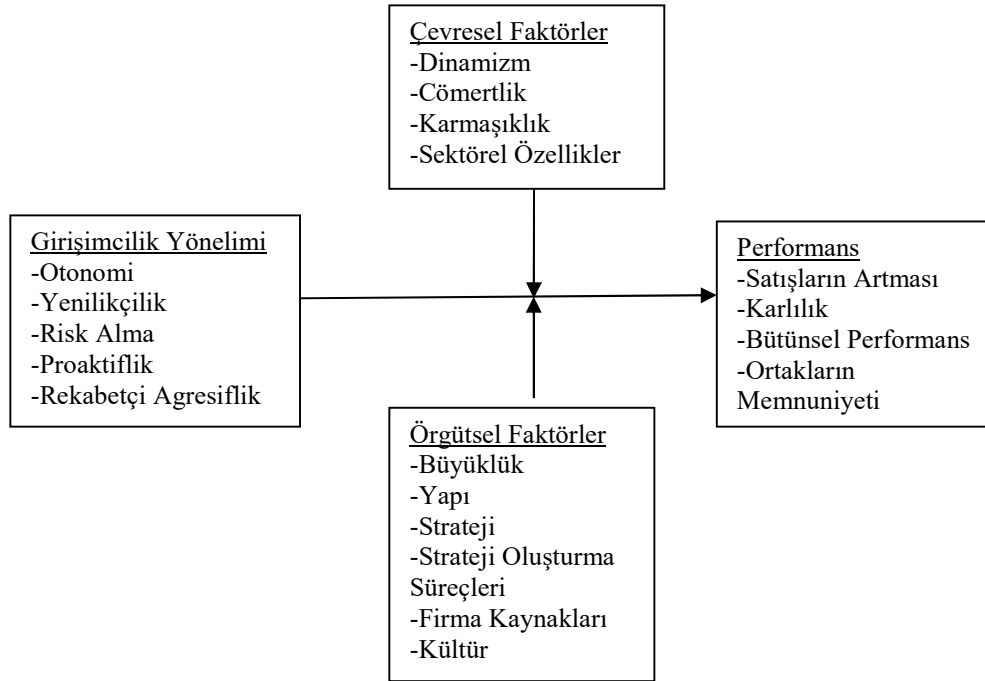 Çevresel Faktörler
-Dinamizm
-Cömertlik
-Karmaşıklık
-Sektörel Özellikler
Girişimcilik Yönelimi
-Otonomi
-Yenilikçilik
-Risk Alma
-Proaktiflik
-Rekabetçi Agresiflik
Performans
-Satışların Artması
-Karlılık
-Bütünsel Performans
-Ortakların
Memnuniyeti
Örgütsel Faktörler
-Büyüklük
-Yapı
-Strateji
-Strateji Oluşturma
Süreçleri
-Firma Kaynakları
-Kültür